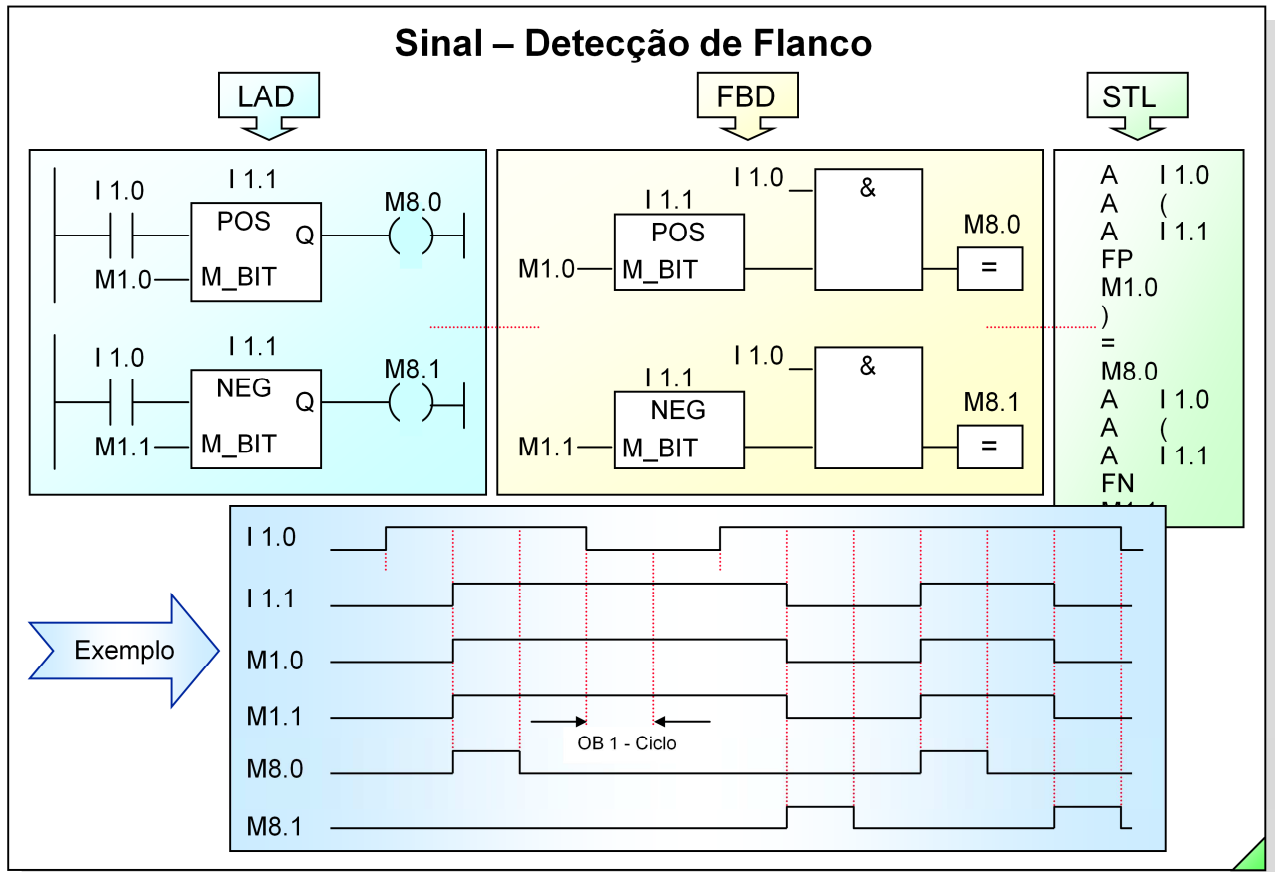 Sinal – Detecção de Flanco
LAD
FBD
STL
I 1.0
I 1.1
M8.0
POS
Q
M1.0
M_BIT
I 1.0
I 1.1
M8.1
NEG
Q
M1.1
M_BIT
I 1.0
&
I 1.1
POS
M8.0
M1.0
M_BIT
=
I 1.0
&
I 1.1
NEG
M8.1
M1.1
M_BIT
=
A I 1.0
A (
A I 1.1
FP
M1.0
)
=
M8.0
A I 1.0
A (
A I 1.1
FN
Exemplo
I 1.0
I 1.1
M1.0
M1.1
OB 1 - Ciclo
M8.0
M8.1